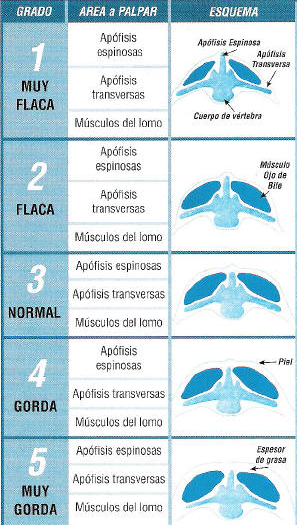 GRADO AREA a PALPAR ESQUEMA
1
MUY
FLACA
Apófisis
espinosas
Apófisis
transversas
Músculos del lomo
Apófisis Espinosa
Apófisis
Transversa
Cuerpo de vértebra
2
FLACA
Apófisis
espinosas
Apófisis
transversas
Músculos del lomo
Músculo
Ojo de
Bife
3
NORMAL
Apófisis espinosas
Apófisis transversas
Músculos del lomo
4
GORDA
Apófisis
espinosas
Apófisis transversas
Músculos del lomo
Piel
5
MUY
GORDA
Apófisis espinosas
Apófisis transversas
Músculos del lomo
Espesor
de grasa